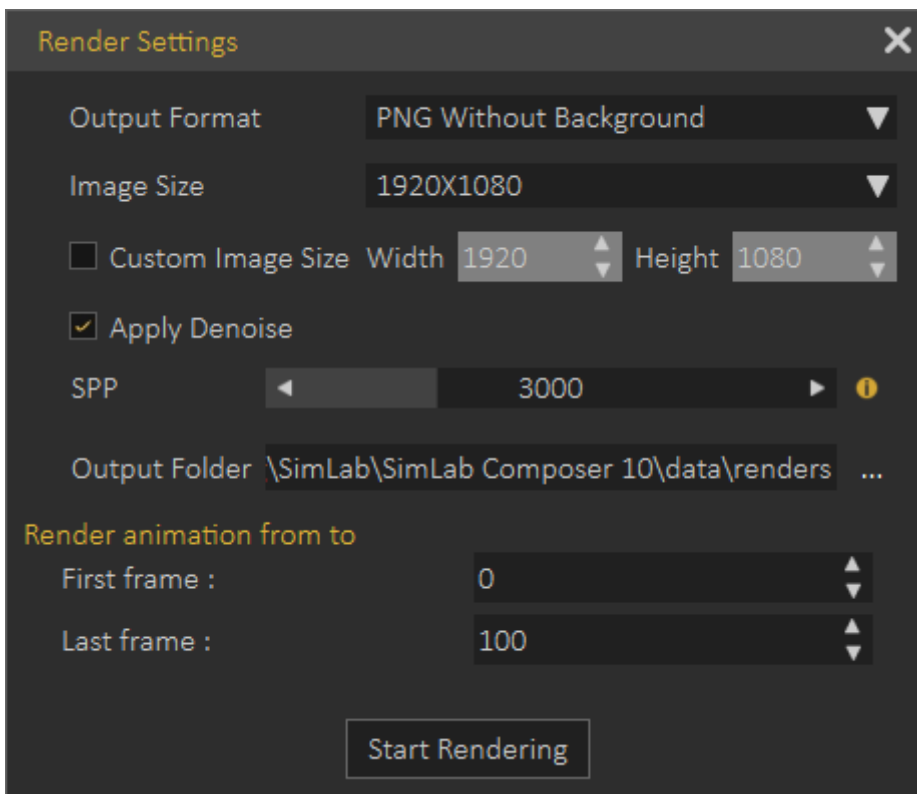 Render Settings
Output Format PNG Without Background
Image Size 1920X1080
Custom Image Size Width 1920 Height 1080
Apply Denoise
SPP 3000
Output Folder \SimLab\SimLab Composer 10\data\renders ...
Render animation from to
First frame : 0
Last frame : 100
Start Rendering